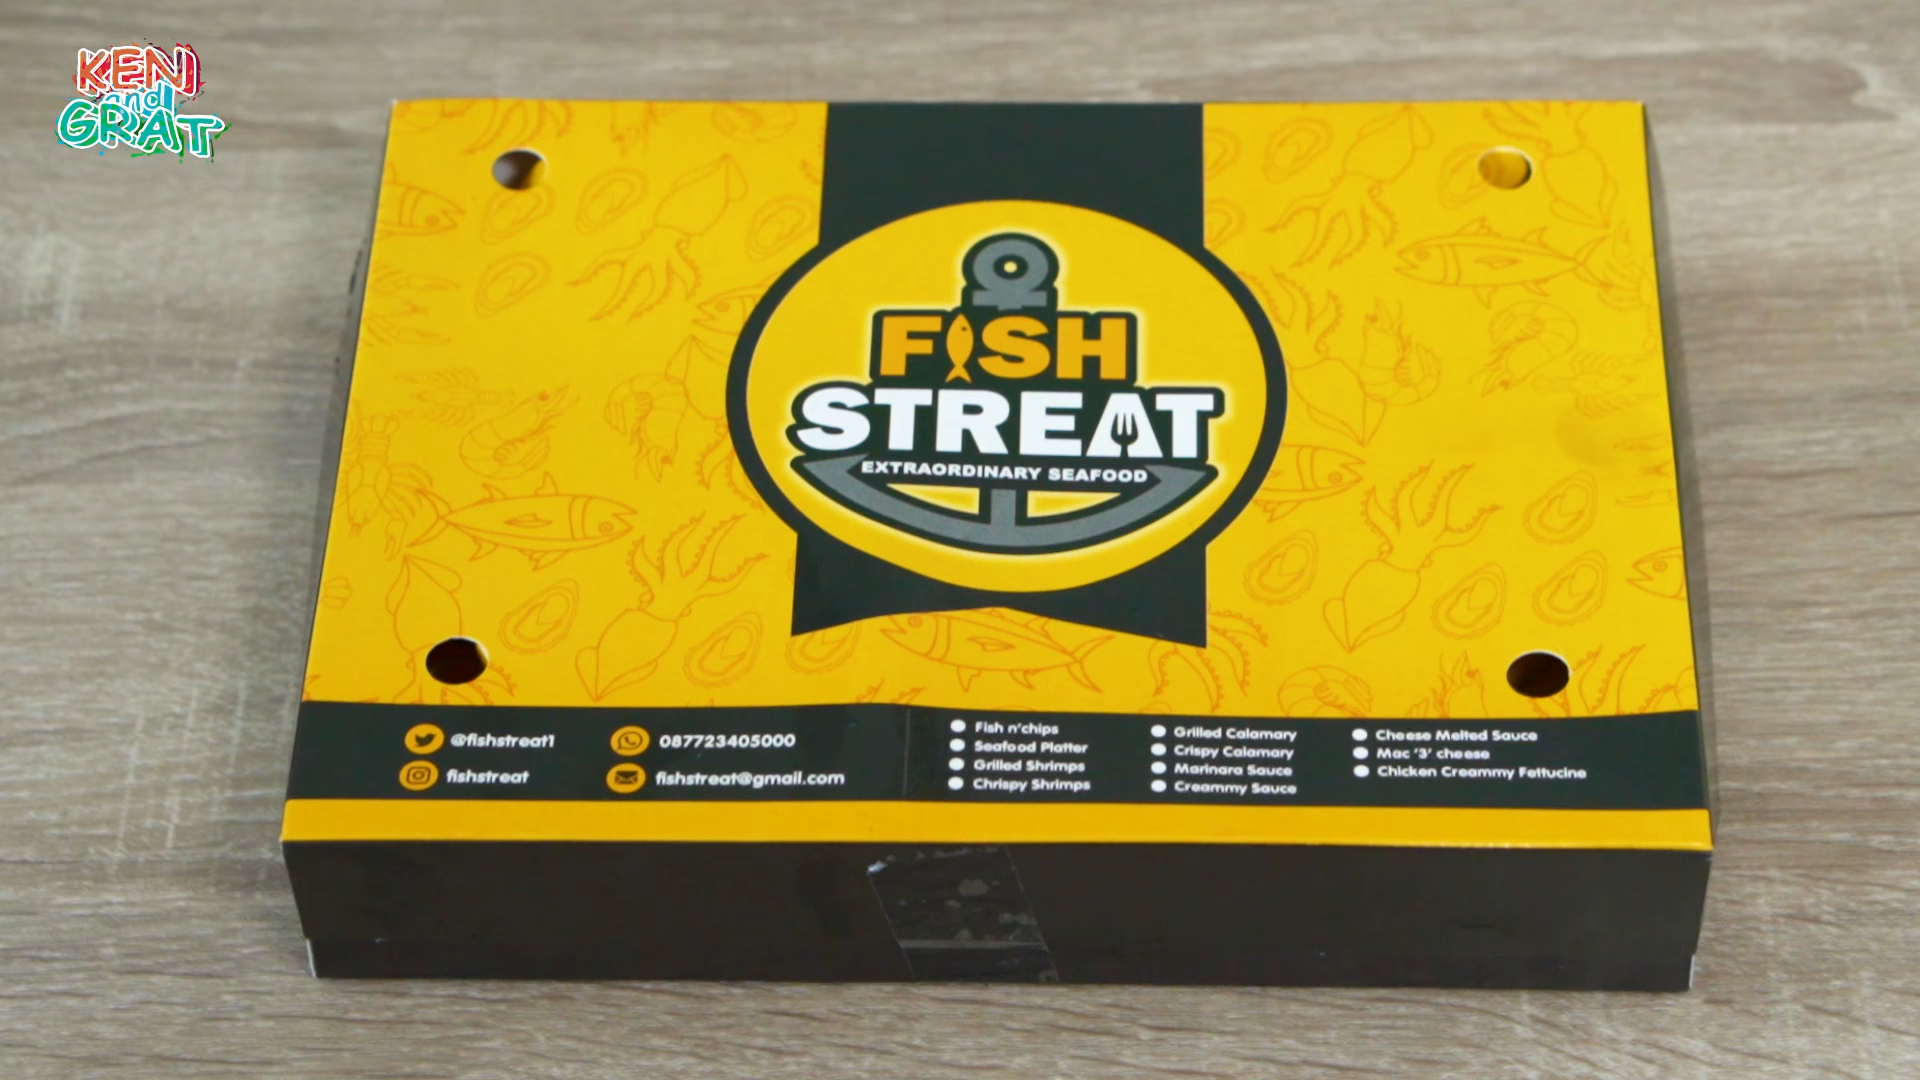 KEN
and
GRAT
FISH
STREAT
EXTRAORDINARY SEAFOOD
@fishstreat1
fishstreat
087723405000
fishstreat@gmail.com
Fish n'chips
Seafood Platter
Grilled Shrimps
Chrispy Shrimps
Grilled Calamary
Crispy Calamary
Marinara Sauce
Creammy Sauce
Cheese Melted Sauce
Mac '3' cheese
Chicken Creammy Fettucine